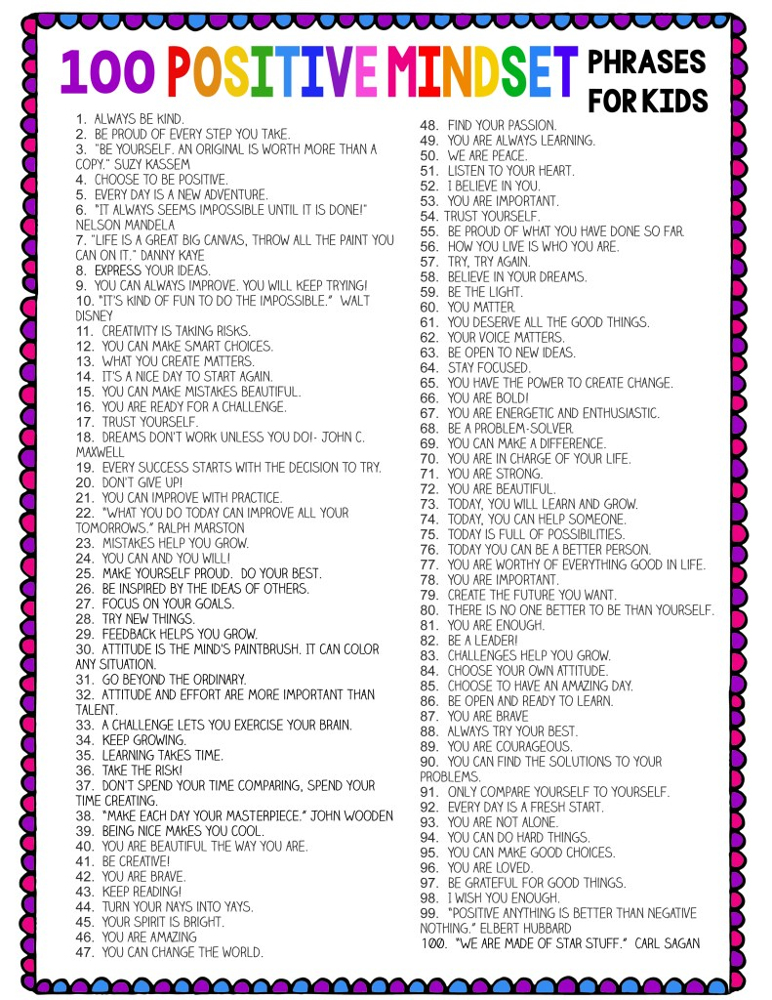 100 POSITIVE MINDSET PHRASES
FOR KIDS
1. ALWAYS BE KIND.
2. BE PROUD OF EVERY STEP YOU TAKE.
3. "BE YOURSELF. AN ORIGINAL IS WORTH MORE THAN A
COPY." SUZY KASSEM
4. CHOOSE TO BE POSITIVE.
5. EVERY DAY IS A NEW ADVENTURE.
6. "IT ALWAYS SEEMS IMPOSSIBLE UNTIL IT IS DONE!"
NELSON MANDELA
7. "LIFE IS A GREAT BIG CANVAS, THROW ALL THE PAINT YOU
CAN ON IT." DANNY KAYE
8. EXPRESS YOUR IDEAS.
9. YOU CAN ALWAYS IMPROVE. YOU WILL KEEP TRYING!
10. "IT'S KIND OF FUN TO DO THE IMPOSSIBLE." WALT
DISNEY
11. CREATIVITY IS TAKING RISKS.
12. YOU CAN MAKE SMART CHOICES.
13. WHAT YOU CREATE MATTERS.
14. IT'S A NICE DAY TO START AGAIN.
15. YOU CAN MAKE MISTAKES BEAUTIFUL.
16. YOU ARE READY FOR A CHALLENGE.
17. TRUST YOURSELF.
18. DREAMS DON'T WORK UNLESS YOU DO!- JOHN C.
MAXWELL
19. EVERY SUCCESS STARTS WITH THE DECISION TO TRY.
20. DON'T GIVE UP!
21. YOU CAN IMPROVE WITH PRACTICE.
22. "WHAT YOU DO TODAY CAN IMPROVE ALL YOUR
TOMORROWS." RALPH MARSTON
23. MISTAKES HELP YOU GROW.
24. YOU CAN AND YOU WILL!
25. MAKE YOURSELF PROUD. DO YOUR BEST.
26. BE INSPIRED BY THE IDEAS OF OTHERS.
27. FOCUS ON YOUR GOALS.
28. TRY NEW THINGS.
29. FEEDBACK HELPS YOU GROW.
30. ATTITUDE IS THE MIND'S PAINTBRUSH. IT CAN COLOR
ANY SITUATION.
31. GO BEYOND THE ORDINARY.
32. ATTITUDE AND EFFORT ARE MORE IMPORTANT THAN
TALENT.
33. A CHALLENGE LETS YOU EXERCISE YOUR BRAIN.
34. KEEP GROWING.
35. LEARNING TAKES TIME.
36. TAKE THE RISK!
37. DON'T SPEND YOUR TIME COMPARING, SPEND YOUR
TIME CREATING.
38. "MAKE EACH DAY YOUR MASTERPIECE." JOHN WOODEN
39. BEING NICE MAKES YOU COOL.
40. YOU ARE BEAUTIFUL THE WAY YOU ARE.
41. BE CREATIVE!
42. YOU ARE BRAVE.
43. KEEP READING!
44. TURN YOUR NAYS INTO YAYS.
45. YOUR SPIRIT IS BRIGHT.
46. YOU ARE AMAZING
47. YOU CAN CHANGE THE WORLD.
48. FIND YOUR PASSION.
49. YOU ARE ALWAYS LEARNING.
50. WE ARE PEACE.
51. LISTEN TO YOUR HEART.
52. I BELIEVE IN YOU.
53. YOU ARE IMPORTANT.
54. TRUST YOURSELF.
55. BE PROUD OF WHAT YOU HAVE DONE SO FAR.
56. HOW YOU LIVE IS WHO YOU ARE.
57. TRY, TRY AGAIN.
58. BELIEVE IN YOUR DREAMS.
59. BE THE LIGHT.
60. YOU MATTER.
61. YOU DESERVE ALL THE GOOD THINGS.
62. YOUR VOICE MATTERS.
63. BE OPEN TO NEW IDEAS.
64. STAY FOCUSED.
65. YOU HAVE THE POWER TO CREATE CHANGE.
66. YOU ARE BOLD!
67. YOU ARE ENERGETIC AND ENTHUSIASTIC.
68. BE A PROBLEM-SOLVER.
69. YOU CAN MAKE A DIFFERENCE.
70. YOU ARE IN CHARGE OF YOUR LIFE.
71. YOU ARE STRONG.
72. YOU ARE BEAUTIFUL.
73. TODAY, YOU WILL LEARN AND GROW.
74. TODAY, YOU CAN HELP SOMEONE.
75. TODAY IS FULL OF POSSIBILITIES.
76. TODAY YOU CAN BE A BETTER PERSON.
77. YOU ARE WORTHY OF EVERYTHING GOOD IN LIFE.
78. YOU ARE IMPORTANT.
79. CREATE THE FUTURE YOU WANT.
80. THERE IS NO ONE BETTER TO BE THAN YOURSELF.
81. YOU ARE ENOUGH.
82. BE A LEADER!
83. CHALLENGES HELP YOU GROW.
84. CHOOSE YOUR OWN ATTITUDE.
85. CHOOSE TO HAVE AN AMAZING DAY.
86. BE OPEN AND READY TO LEARN.
87. YOU ARE BRAVE
88. ALWAYS TRY YOUR BEST.
89. YOU ARE COURAGEOUS.
90. YOU CAN FIND THE SOLUTIONS TO YOUR
PROBLEMS.
91. ONLY COMPARE YOURSELF TO YOURSELF.
92. EVERY DAY IS A FRESH START.
93. YOU ARE NOT ALONE.
94. YOU CAN DO HARD THINGS.
95. YOU CAN MAKE GOOD CHOICES.
96. YOU ARE LOVED.
97. BE GRATEFUL FOR GOOD THINGS.
98. I WISH YOU ENOUGH.
99. "POSITIVE ANYTHING IS BETTER THAN NEGATIVE
NOTHING." ELBERT HUBBARD
100. "WE ARE MADE OF STAR STUFF." CARL SAGAN